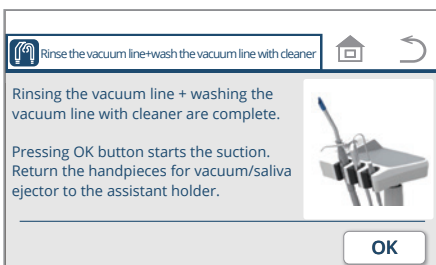 Rinse the vacuum line+wash the vacuum line with cleaner
Rinsing the vacuum line + washing the
vacuum line with cleaner are complete.
Pressing OK button starts the suction.
Return the handpieces for vacuum/saliva
ejector to the assistant holder.
OK